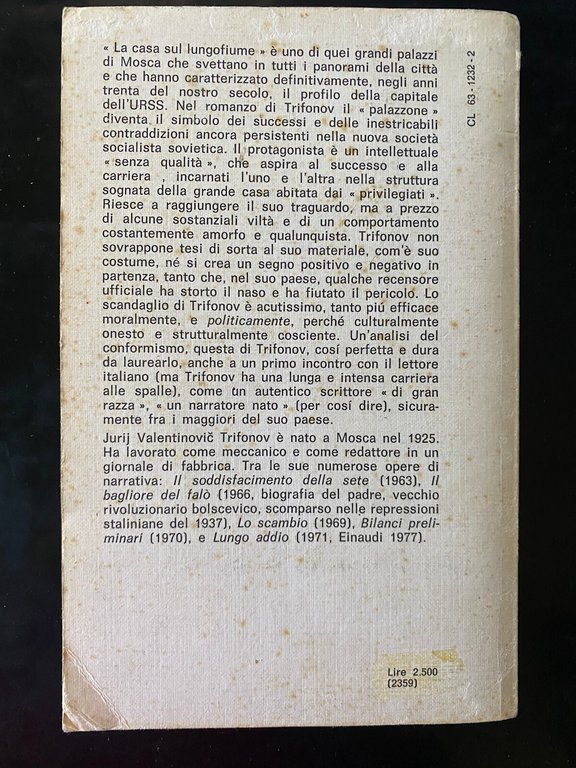 « La casa sul lungofiume » è uno di quei grandi palazzi
di Mosca che svettano in tutti i panorami della città
e che hanno caratterizzato definitivamente, negli anni
trenta del nostro secolo, il profilo della capitale
dell'URSS. Nel romanzo di Trifonov il « palazzone »
diventa il simbolo dei successi e delle inestricabili
contraddizioni ancora persistenti nella nuova società
socialista sovietica. Il protagonista è un intellettuale
« senza qualità », che aspira al successo e alla
carriera , incarnati l'uno e l'altra nella struttura
sognata della grande casa abitata dai « privilegiati ».
Riesce a raggiungere il suo traguardo, ma a prezzo
di alcune sostanziali viltà e di un comportamento
costantemente amorfo e qualunquista. Trifonov non
sovrappone tesi di sorta al suo materiale, com'è suo
costume, né si crea un segno positivo e negativo in
partenza, tanto che, nel suo paese, qualche recensore
ufficiale ha storto il naso e ha fiutato il pericolo. Lo
scandaglio di Trifonov è acutissimo, tanto piú efficace
moralmente, e politicamente, perché culturalmente
onesto e strutturalmente cosciente. Un'analisi del
conformismo, questa di Trifonov, cosí perfetta e dura
da laurearlo, anche a un primo incontro con il lettore
italiano (ma Trifonov ha una lunga e intensa carriera
alle spalle), come un autentico scrittore « di gran
razza », « un narratore nato » (per cosí dire), sicura-
mente fra i maggiori del suo paese.
Jurij Valentinovič Trifonov è nato a Mosca nel 1925.
Ha lavorato come meccanico e come redattore in un
giornale di fabbrica. Tra le sue numerose opere di
narrativa: Il soddisfacimento della sete (1963), Il
bagliore del falò (1966, biografia del padre, vecchio
rivoluzionario bolscevico, scomparso nelle repressioni
staliniane del 1937), Lo scambio (1969), Bilanci preli-
minari (1970), e Lungo addio (1971, Einaudi 1977).
CL 63-1232-2
Lire 2.500
(2359)